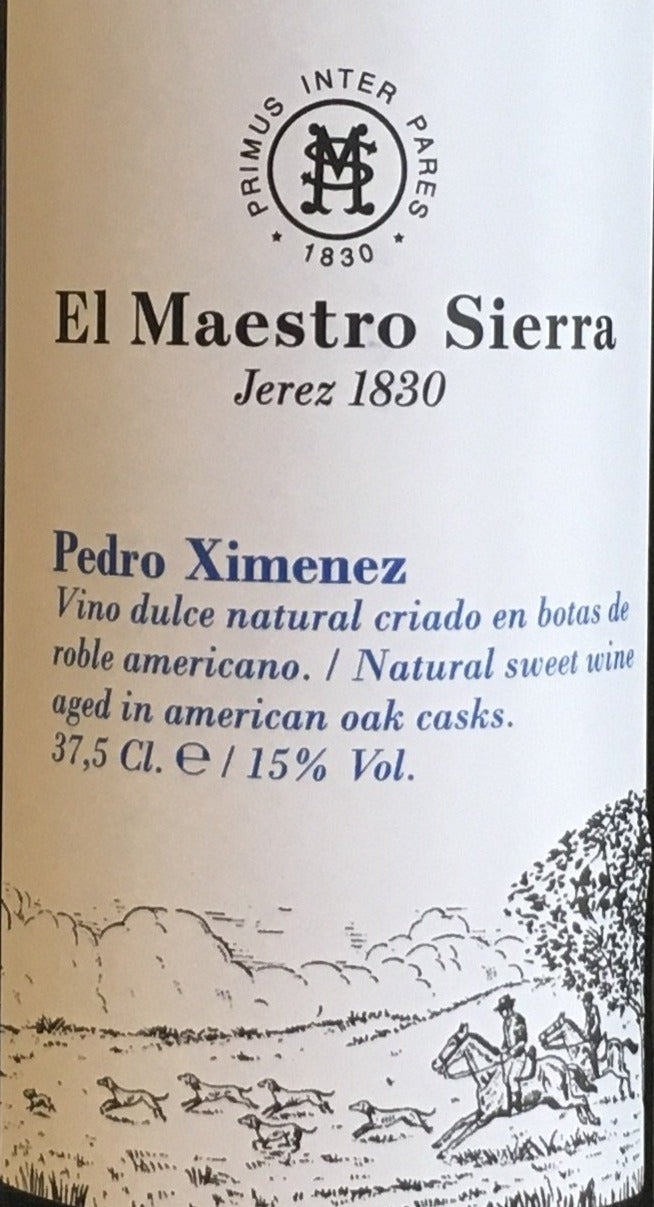 PRIMUS INTER PARES
MS
★ 1830 ★
El Maestro Sierra
Jerez 1830
Pedro Ximenez
Vino dulce natural criado en botas de
roble americano. / Natural sweet wine
aged in american oak casks.
37,5 Cl. ℮ / 15% Vol.